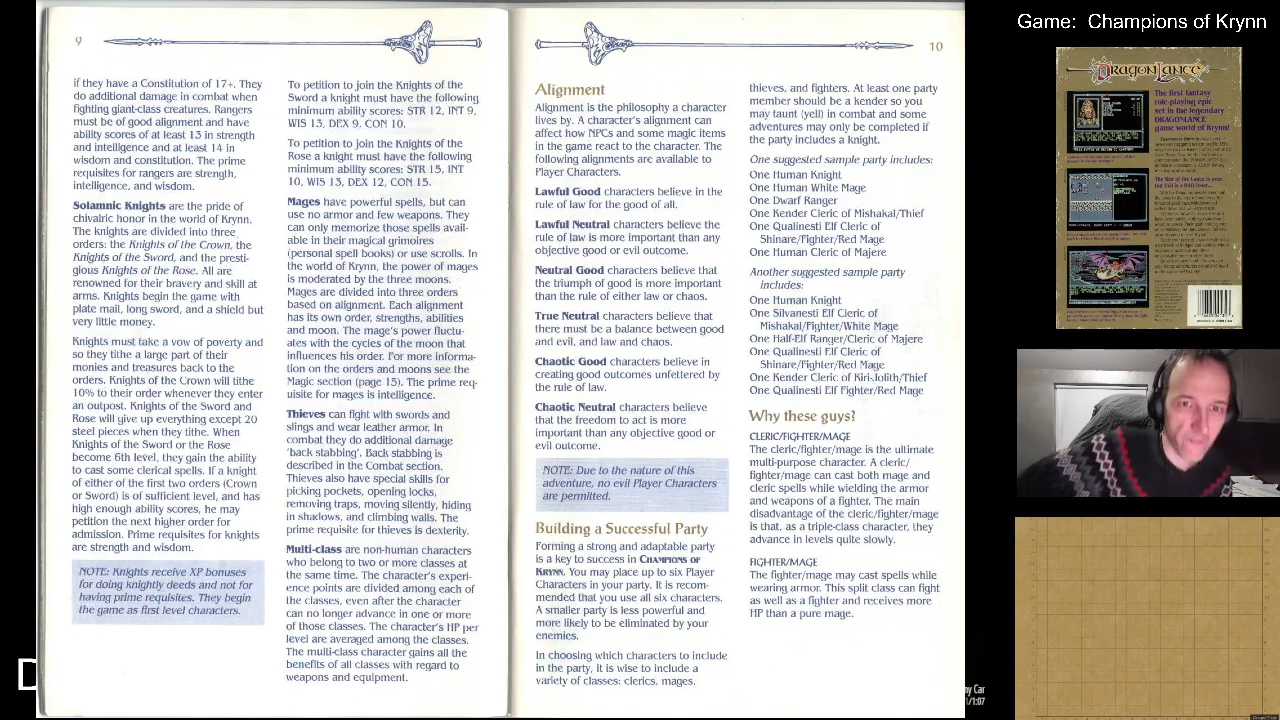 9
if they have a Constitution of 17+. They
do additional damage in combat when
fighting giant-class creatures. Rangers
must be of good alignment and have
ability scores of at least 13 in strength
and intelligence and at least 14 in
wisdom and constitution. The prime
requisites for rangers are strength,
intelligence, and wisdom.
Solamnic Knights are the pride of
chivalric honor in the world of Krynn.
The knights are divided into three
orders: the Knights of the Crown, the
Knights of the Sword, and the presti-
gious Knights of the Rose. All are
renowned for their bravery and skill at
arms. Knights begin the game with
plate mail, long sword, and a shield but
very little money.
Knights must take a vow of poverty and
so they tithe a large part of their
monies and treasures back to the
orders. Knights of the Crown will tithe
10% to their order whenever they enter
an outpost. Knights of the Sword and
Rose will give up everything except 20
steel pieces when they tithe. When
Knights of the Sword or the Rose
become 6th level, they gain the ability
to cast some clerical spells. If a knight
of either of the first two orders (Crown
or Sword) is of sufficient level, and has
high enough ability scores, he may
petition the next higher order for
admission. Prime requisites for knights
are strength and wisdom.
NOTE: Knights receive XP bonuses
for doing knightly deeds and not for
having prime requisites. They begin
the game as first level characters.
To petition to join the Knights of the
Sword a knight must have the following
minimum ability scores: STR 12, INT 9,
WIS 13, DEX 9, CON 10.
To petition to join the Knights of the
Rose a knight must have the following
minimum ability scores: STR 15, INT
10, WIS 13, DEX 12, CON 15.
Mages have powerful spells, but can
use no armor and few weapons. They
can only memorize those spells avail-
able in their magical grimoires
(personal spell books) or use scrolls. In
the world of Krynn, the power of mages
is moderated by the three moons.
Mages are divided into three orders
based on alignment. Each alignment
has its own order, strengths, abilities
and moon. The mage's power fluctu-
ates with the cycles of the moon that
influences his order. For more informa-
tion on the orders and moons see the
Magic section (page 15). The prime req-
uisite for mages is intelligence.
Thieves can fight with swords and
slings and wear leather armor. In
combat they do additional damage
'back stabbing'. Back stabbing is
described in the Combat section.
Thieves also have special skills for
picking pockets, opening locks,
removing traps, moving silently, hiding
in shadows, and climbing walls. The
prime requisite for thieves is dexterity.
Multi-class are non-human characters
who belong to two or more classes at
the same time. The character's experi-
ence points are divided among each of
the classes, even after the character
can no longer advance in one or more
of those classes. The character's HP per
level are averaged among the classes.
The multi-class character gains all the
benefits of all classes with regard to
weapons and equipment.
10
Alignment
Alignment is the philosophy a character
lives by. A character's alignment can
affect how NPCs and some magic items
in the game react to the character. The
following alignments are available to
Player Characters.
Lawful Good characters believe in the
rule of law for the good of all.
Lawful Neutral characters believe the
rule of law is more important than any
objective good or evil outcome.
Neutral Good characters believe that
the triumph of good is more important
than the rule of either law or chaos.
True Neutral characters believe that
there must be a balance between good
and evil, and law and chaos.
Chaotic Good characters believe in
creating good outcomes unfettered by
the rule of law.
Chaotic Neutral characters believe
that the freedom to act is more
important than any objective good or
evil outcome.
NOTE: Due to the nature of this
adventure, no evil Player Characters
are permitted.
Building a Successful Party
Forming a strong and adaptable party
is a key to success in CHAMPIONS OF
KRYNN. You may place up to six Player
Characters in your party. It is recom-
mended that you use all six characters.
A smaller party is less powerful and
more likely to be eliminated by your
enemies.
In choosing which characters to include
in the party, it is wise to include a
variety of classes: clerics, mages,
thieves, and fighters. At least one party
member should be a kender so you
may taunt (yell) in combat and some
adventures may only be completed if
the party includes a knight.
One suggested sample party includes:
One Human Knight
One Human White Mage
One Dwarf Ranger
One Kender Cleric of Mishakal/Thief
One Qualinesti Elf Cleric of
Shinare/Fighter/Red Mage
One Human Cleric of Majere
Another suggested sample party
includes:
One Human Knight
One Silvanesti Elf Cleric of
Mishakal/Fighter/White Mage
One Half-Elf Ranger/Cleric of Majere
One Qualinesti Elf Cleric of
Shinare/Fighter/Red Mage
One Kender Cleric of Kiri-Jolith/Thief
One Qualinesti Elf Fighter/Red Mage
Why these guys?
CLERIC/FIGHTER/MAGE
The cleric/fighter/mage is the ultimate
multi-purpose character. A cleric/
fighter/mage can cast both mage and
cleric spells while wielding the armor
and weapons of a fighter. The main
disadvantage of the cleric/fighter/mage
is that, as a triple-class character, they
advance in levels quite slowly.
FIGHTER/MAGE
The fighter/mage may cast spells while
wearing armor. This split class can fight
as well as a fighter and receives more
HP than a pure mage.
Game: Champions of Krynn
DRAGONLANCE
The first fantasy
role-playing epic
set in the legendary
DRAGONLANCE
game world of Krynn!
D
ny Car
1/1:07